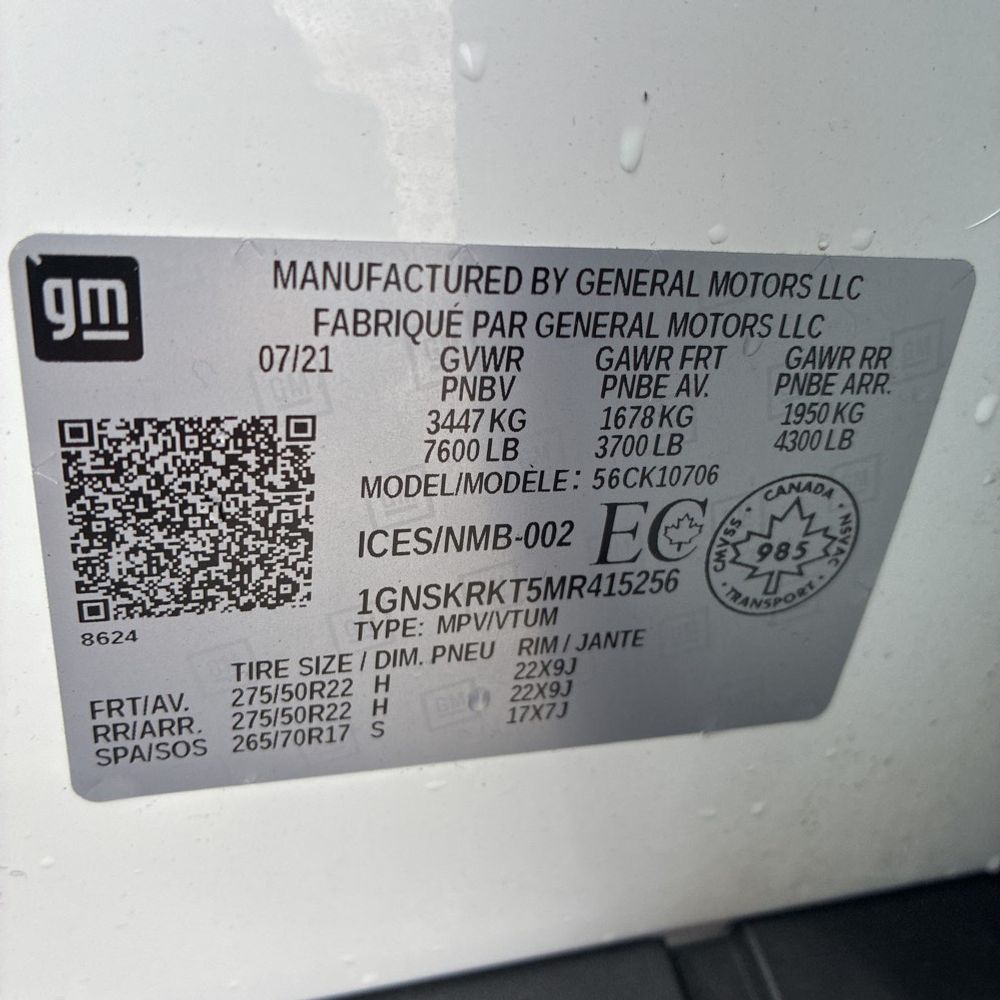 gm
MANUFACTURED BY GENERAL MOTORS LLC
FABRIQUÉ PAR GENERAL MOTORS LLC
07/21 GVWR GAWR FRT GAWR RR
PNBV PNBE AV. PNBE ARR.
3447 KG 1678 KG 1950 KG
7600 LB 3700 LB 4300 LB
MODEL/MODÈLE: 56CK10706
ICES/NMB-002 EC
CANADA
CMVSS · 985 · NSVAC
TRANSPORT
1GNSKRKT5MR415256
TYPE: MPV/VTUM
8624
TIRE SIZE / DIM. PNEU RIM / JANTE
FRT/AV. 275/50R22 H 22X9J
RR/ARR. 275/50R22 H 22X9J
SPA/SOS 265/70R17 S 17X7J